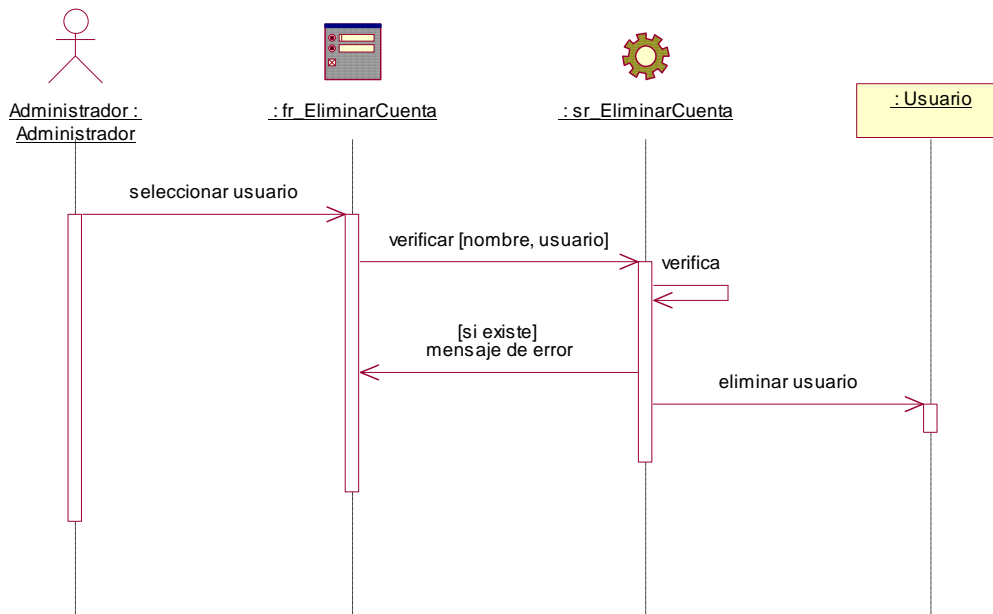 Administrador :
Administrador
: fr_EliminarCuenta
: sr_EliminarCuenta
: Usuario
seleccionar usuario
verificar [nombre, usuario]
verifica
[si existe]
mensaje de error
eliminar usuario